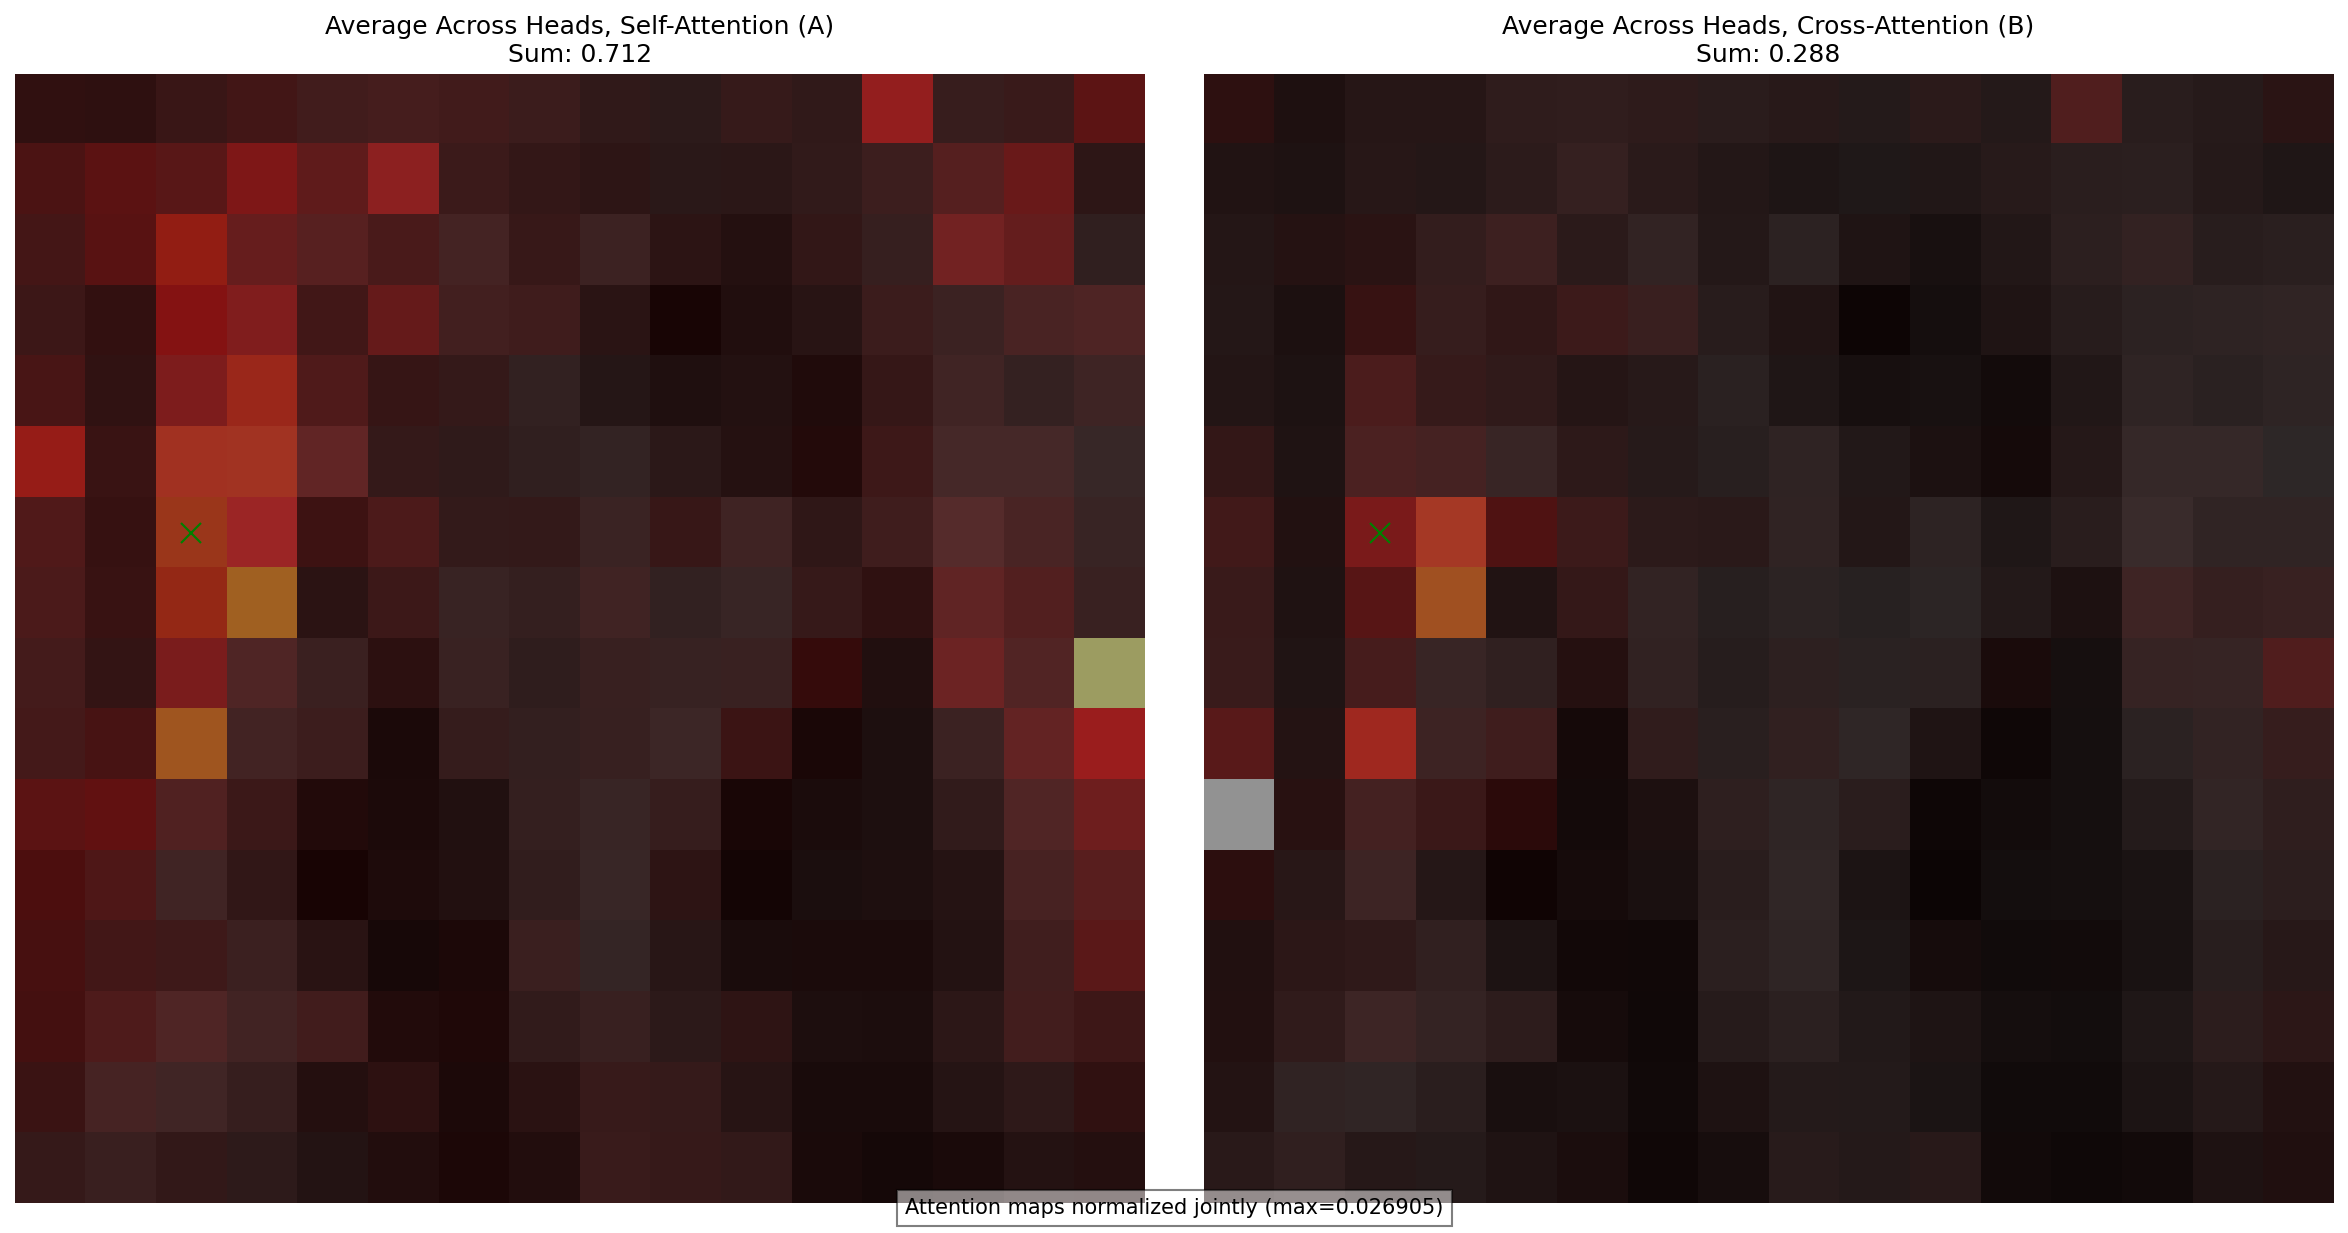 Average Across Heads, Self-Attention (A)
Sum: 0.712
Average Across Heads, Cross-Attention (B)
Sum: 0.288
Attention maps normalized jointly (max=0.026905)